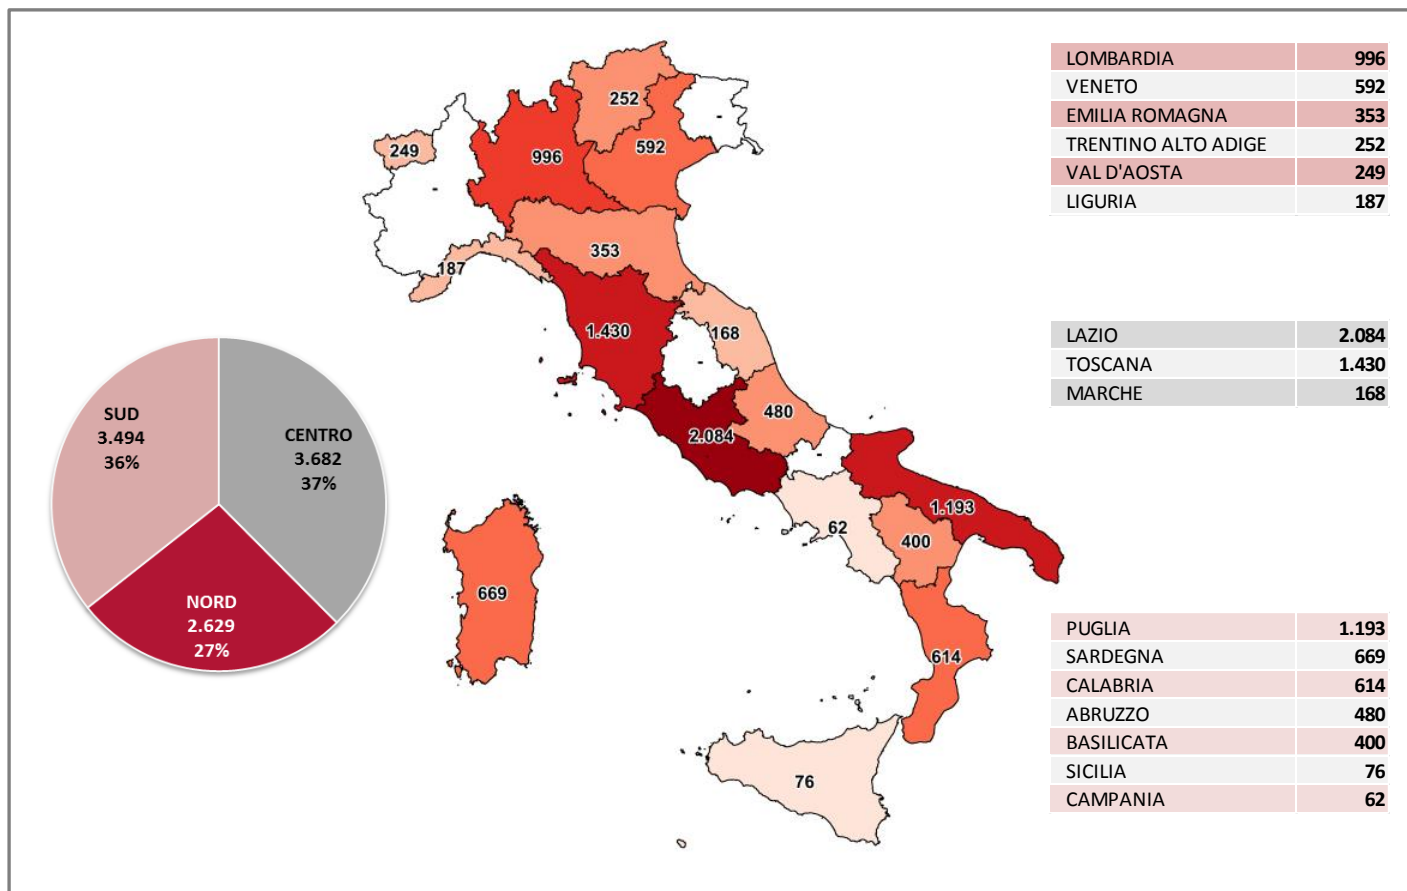 252
-
592
249
996
-
353
187
1.430
168
-
480
2.084
-
1.193
62
400
669
614
76
SUD
3.494
36%
CENTRO
3.682
37%
NORD
2.629
27%
LOMBARDIA 996
VENETO 592
EMILIA ROMAGNA 353
TRENTINO ALTO ADIGE 252
VAL D'AOSTA 249
LIGURIA 187
LAZIO 2.084
TOSCANA 1.430
MARCHE 168
PUGLIA 1.193
SARDEGNA 669
CALABRIA 614
ABRUZZO 480
BASILICATA 400
SICILIA 76
CAMPANIA 62